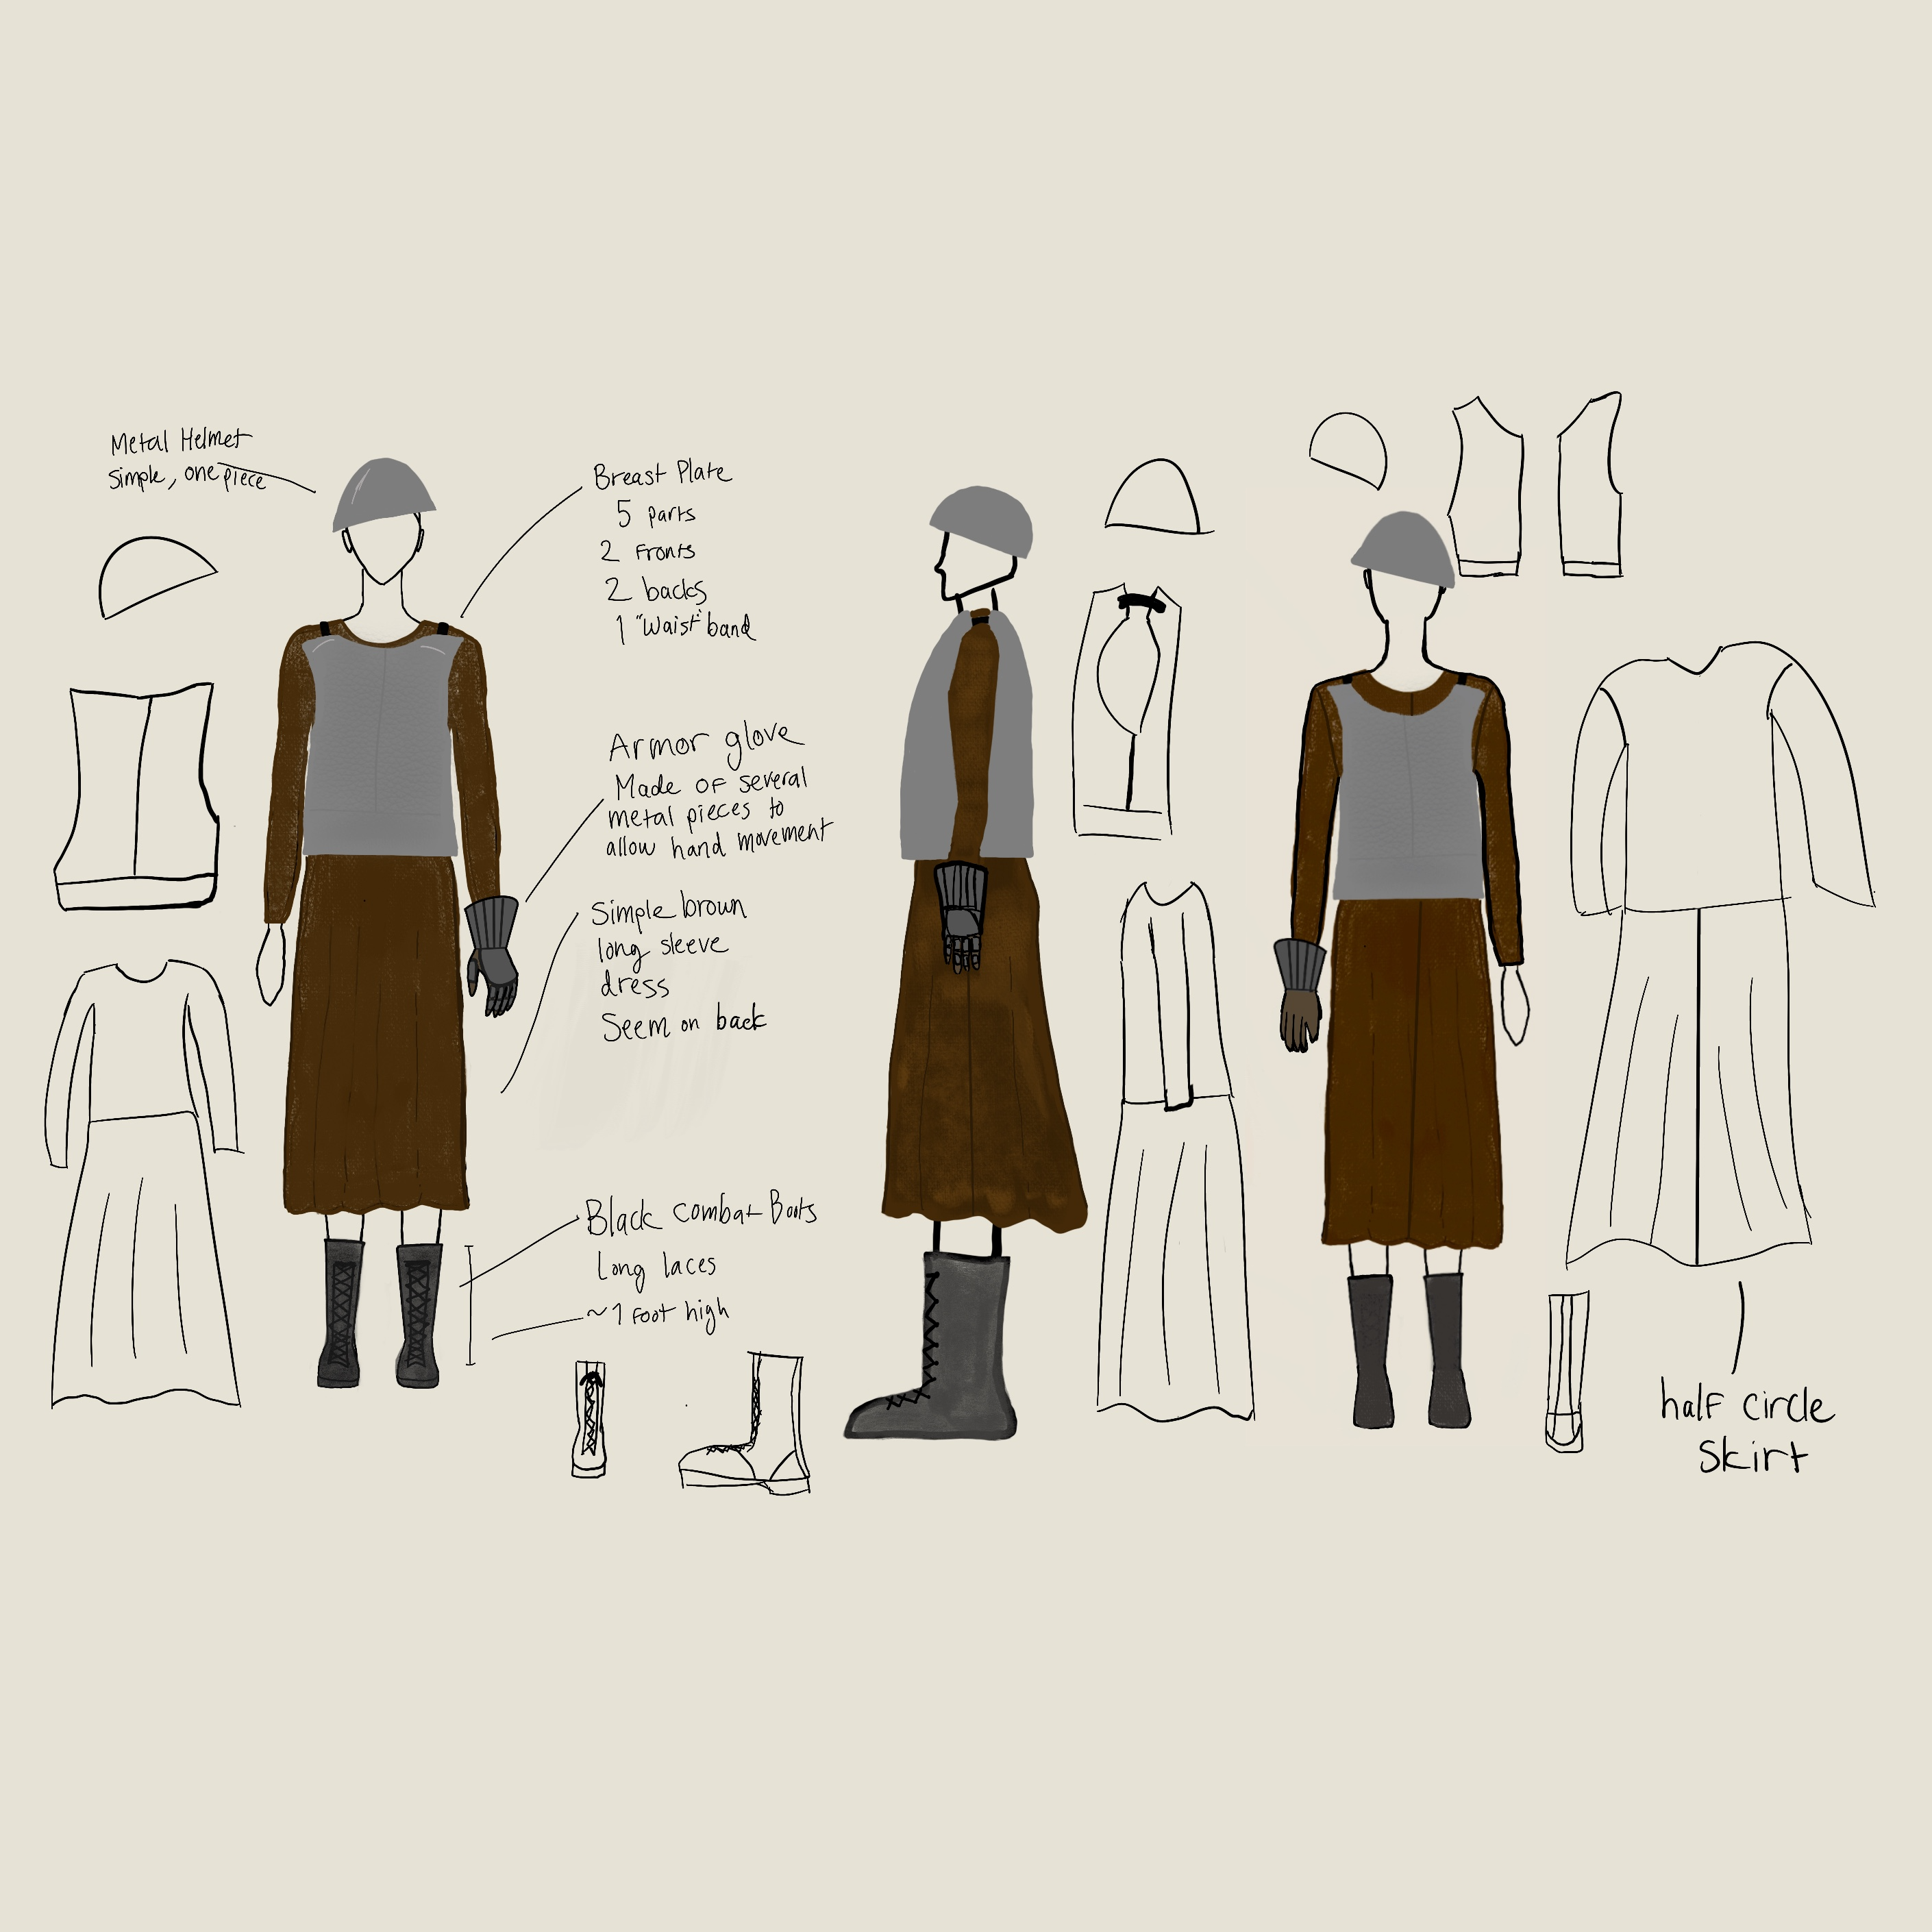 Metal Helmet
simple, one piece
Breast Plate
5 parts
2 fronts
2 backs
1 "Waist" band
Armor glove
Made of several
metal pieces to
allow hand movement
Simple brown
long sleeve
dress
Seem on back
Black combat Boots
Long laces
~1 foot high
half circle
skirt